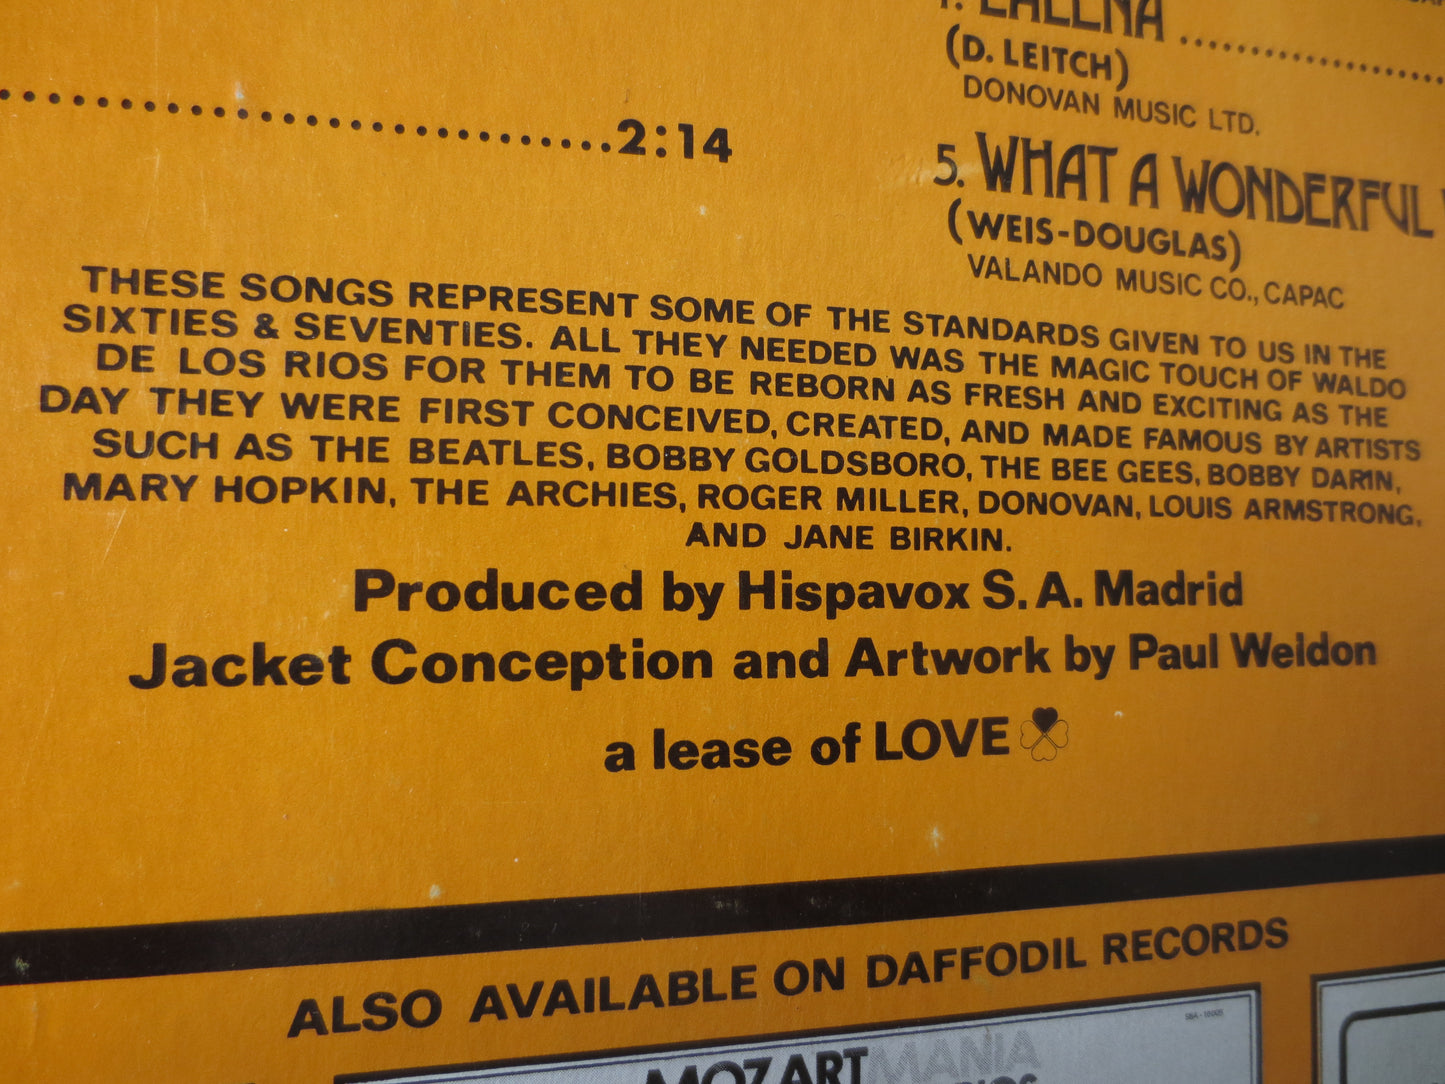 LALENA
(D. LEITCH)
DONOVAN MUSIC LTD.
2:14
5. WHAT A WONDERFUL
(WEIS-DOUGLAS)
VALANDO MUSIC CO., CAPAC
THESE SONGS REPRESENT SOME OF THE STANDARDS GIVEN TO US IN THE
SIXTIES & SEVENTIES. ALL THEY NEEDED WAS THE MAGIC TOUCH OF WALDO
DE LOS RIOS FOR THEM TO BE REBORN AS FRESH AND EXCITING AS THE
DAY THEY WERE FIRST CONCEIVED, CREATED, AND MADE FAMOUS BY ARTISTS
SUCH AS THE BEATLES, BOBBY GOLDSBORO, THE BEE GEES, BOBBY DARIN,
MARY HOPKIN, THE ARCHIES, ROGER MILLER, DONOVAN, LOUIS ARMSTRONG,
AND JANE BIRKIN.
Produced by Hispavox S.A. Madrid
Jacket Conception and Artwork by Paul Weldon
a lease of LOVE
ALSO AVAILABLE ON DAFFODIL RECORDS
SBA-16005
MOZARTMANIA